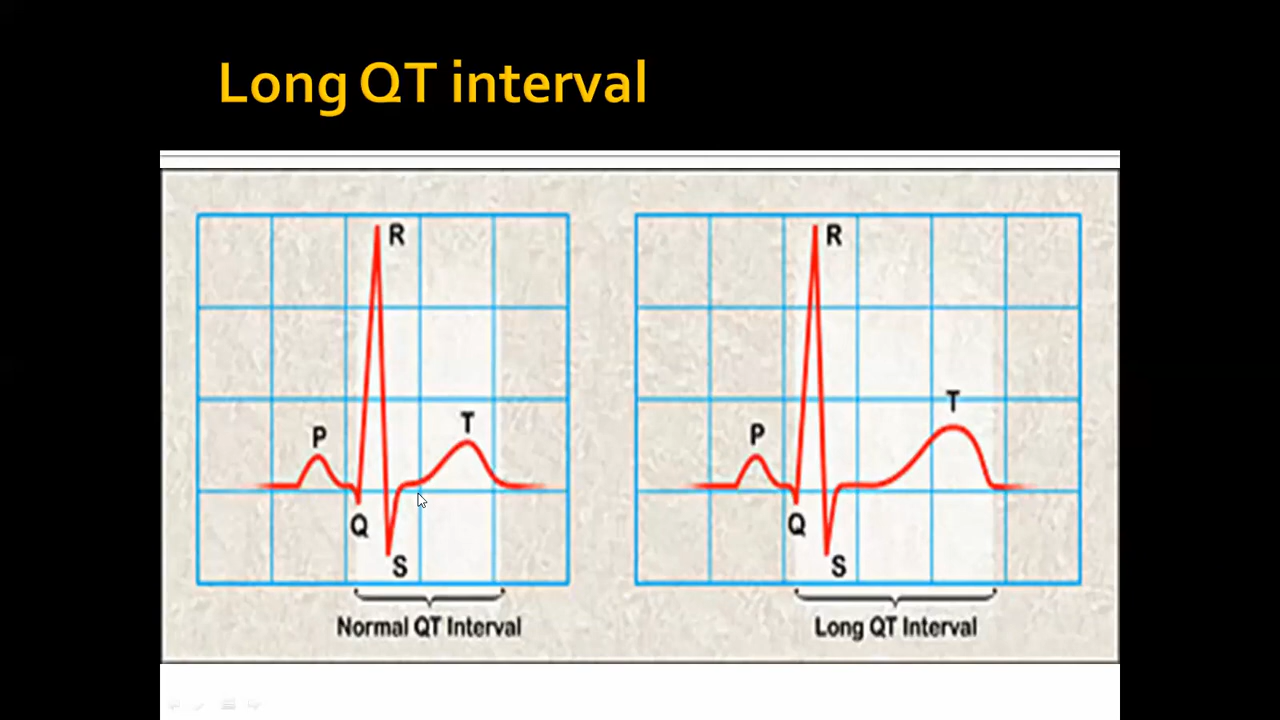 Long QT interval
R
P
T
Q
S
Normal QT Interval
R
P
T
Q
S
Long QT Interval